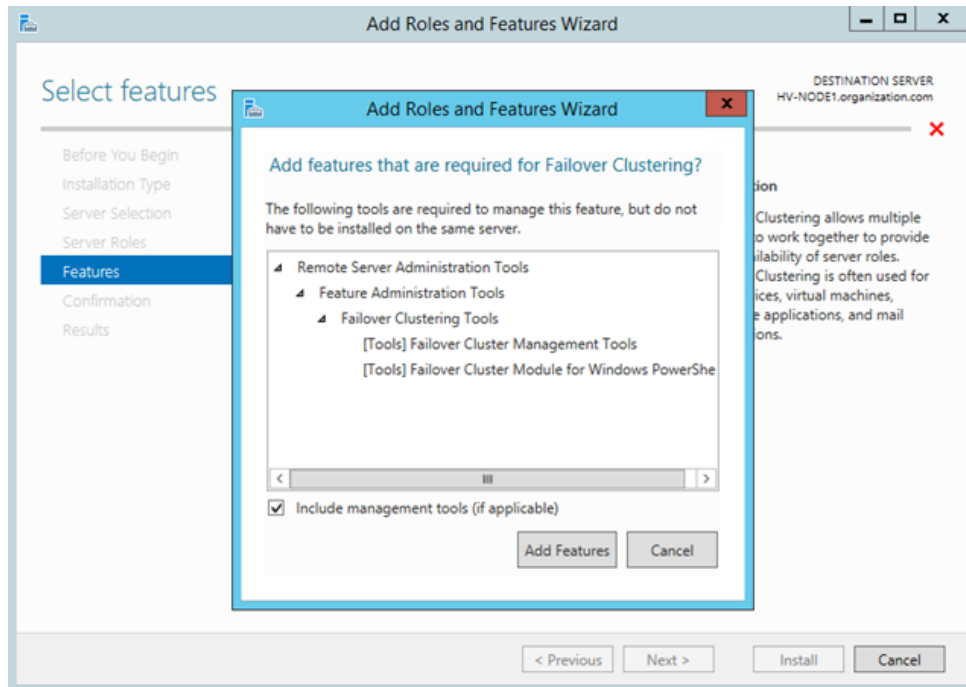 Add Roles and Features Wizard
Select features
DESTINATION SERVER
HV-NODE1.organization.com
Before You Begin
Installation Type
Server Selection
Server Roles
Features
Confirmation
Results
Add Roles and Features Wizard
Add features that are required for Failover Clustering?
The following tools are required to manage this feature, but do not
have to be installed on the same server.
Remote Server Administration Tools
Feature Administration Tools
Failover Clustering Tools
[Tools] Failover Cluster Management Tools
[Tools] Failover Cluster Module for Windows PowerShe
Include management tools (if applicable)
Add Features
Cancel
tion
Clustering allows multiple
to work together to provide
ilability of server roles.
Clustering is often used for
ices, virtual machines,
e applications, and mail
ions.
< Previous
Next >
Install
Cancel